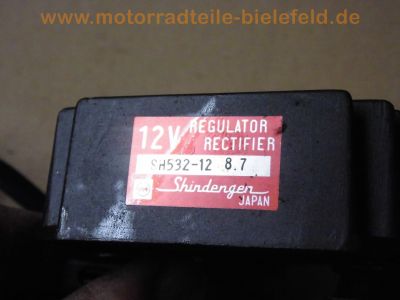 www.motorradteile-bielefeld.de
12V REGULATOR
RECTIFIER
SH532-12 8.7
Shindengen
JAPAN